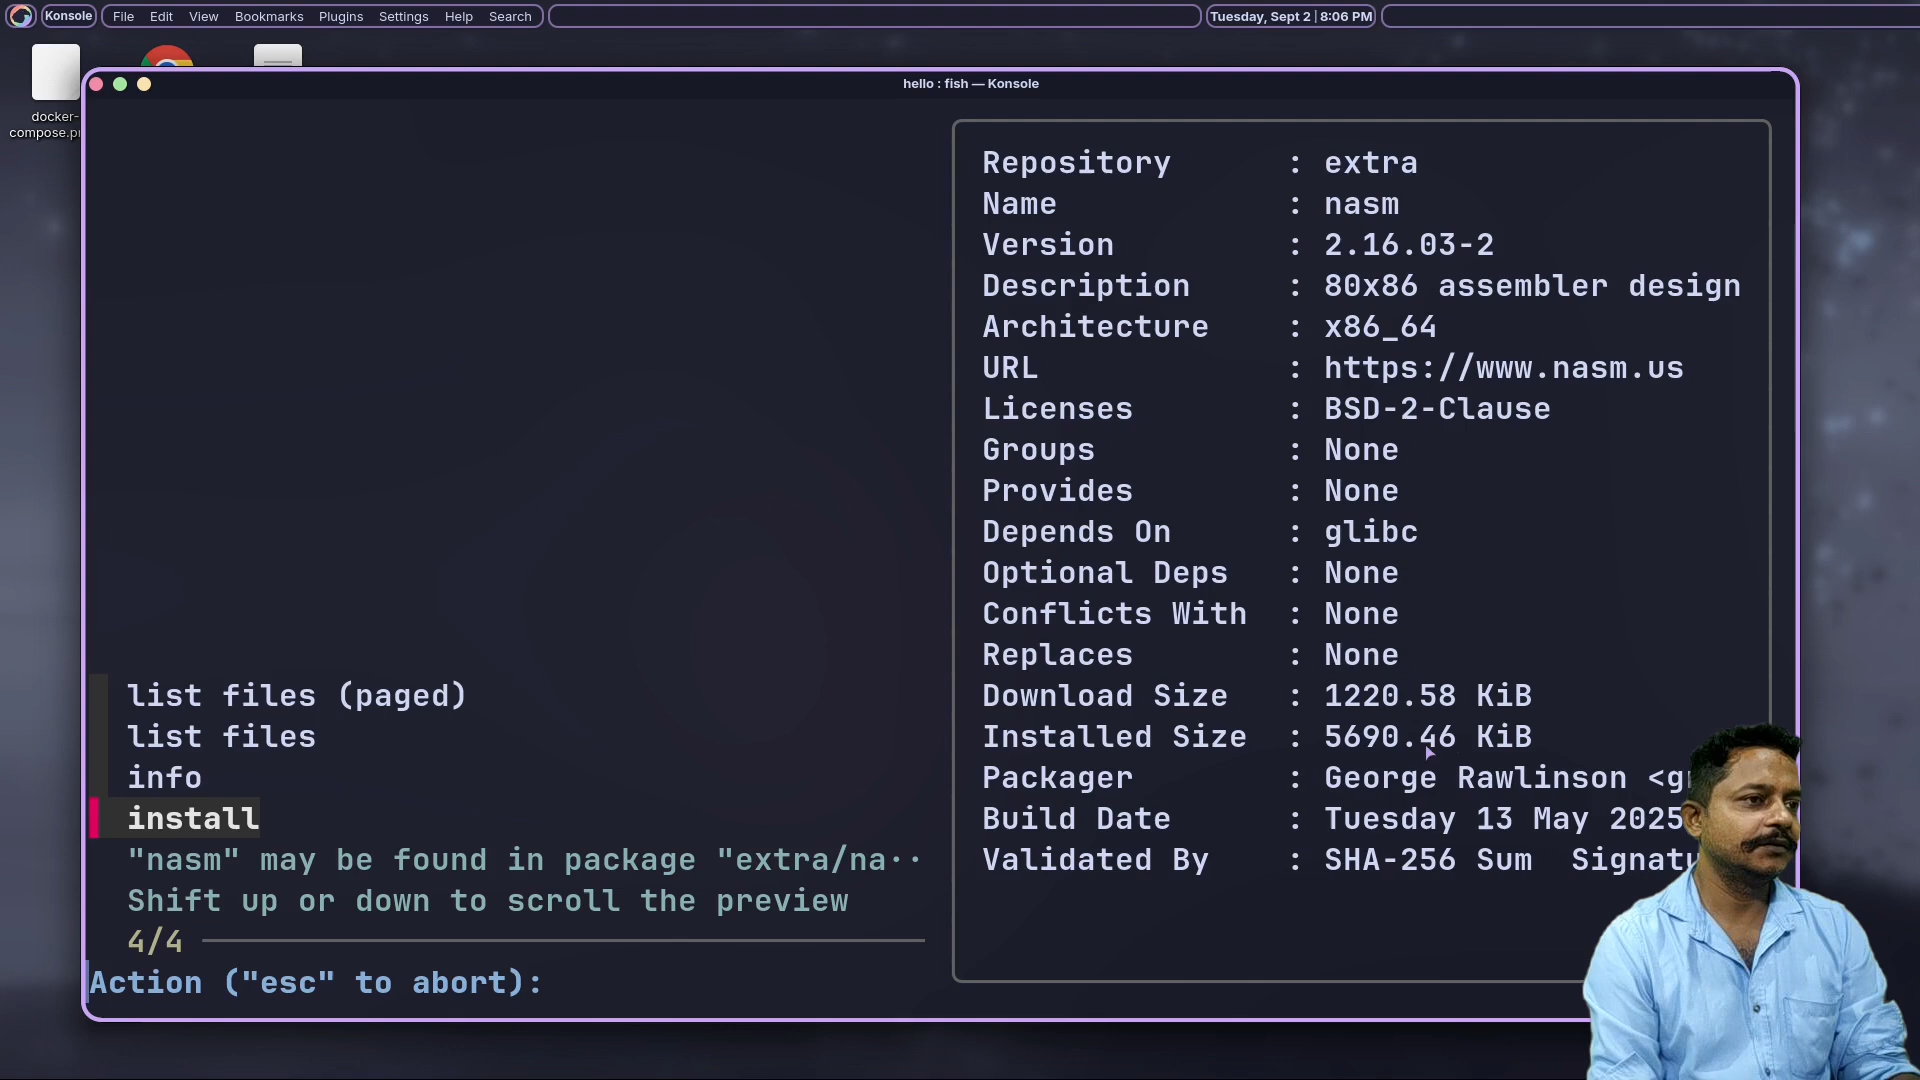 Konsole File Edit View Bookmarks Plugins Settings Help Search Tuesday, Sept 2 | 8:06 PM
docker-
hello : fish — Konsole
Repository : extra
Name : nasm
Version : 2.16.03-2
Description : 80x86 assembler design
Architecture : x86_64
URL : https://www.nasm.us
Licenses : BSD-2-Clause
Groups : None
Provides : None
Depends On : glibc
Optional Deps : None
Conflicts With : None
Replaces : None
Download Size : 1220.58 KiB
Installed Size : 5690.46 KiB
Packager : George Rawlinson
Build Date : Tuesday 13 May 2025
Validated By : SHA-256 Sum
list files (paged)
list files
info
install
"nasm" may be found in package "extra/na··
Shift up or down to scroll the preview
4/4
Action ("esc" to abort):